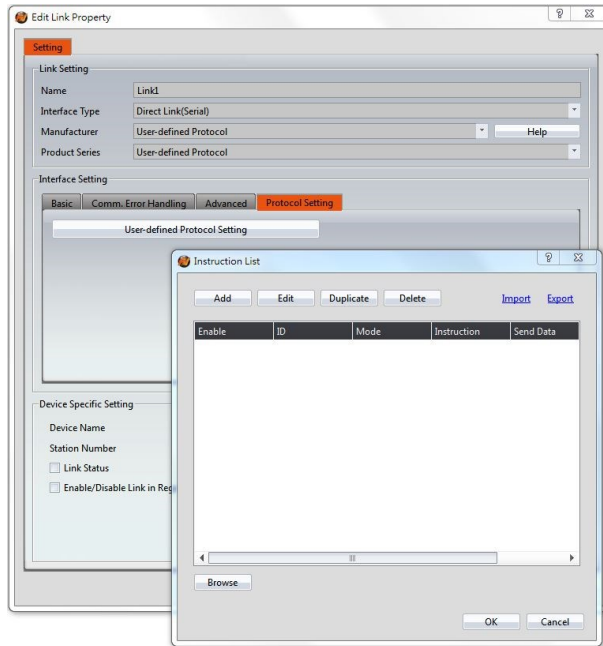 Edit Link Property
Setting
Link Setting
Name Link1
Interface Type Direct Link(Serial)
Manufacturer User-defined Protocol Help
Product Series User-defined Protocol
Interface Setting
Basic Comm. Error Handling Advanced Protocol Setting
User-defined Protocol Setting
Instruction List
Add Edit Duplicate Delete Import Export
Enable ID Mode Instruction Send Data
Device Specific Setting
Device Name
Station Number
Link Status
Enable/Disable Link in Reg
Browse
OK Cancel